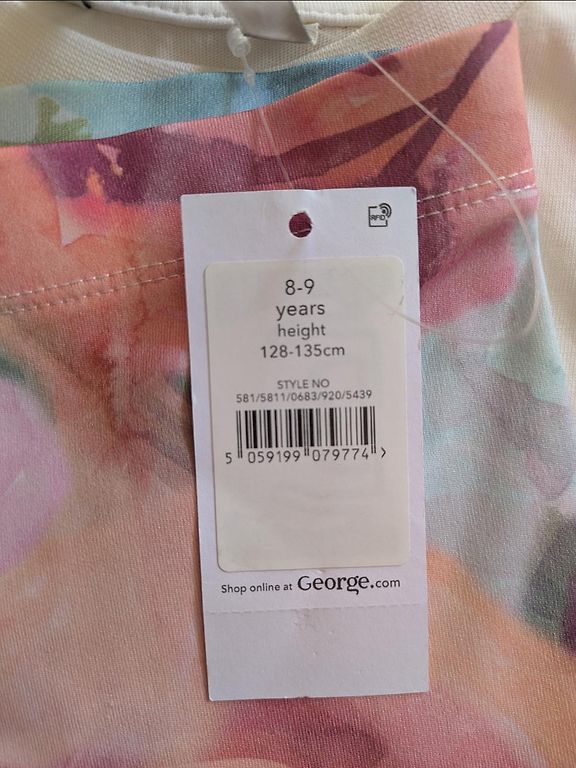 RFID
8-9
years
height
128-135cm
STYLE NO
581/5811/0683/920/5439
5 059199 079774 >
Shop online at George.com